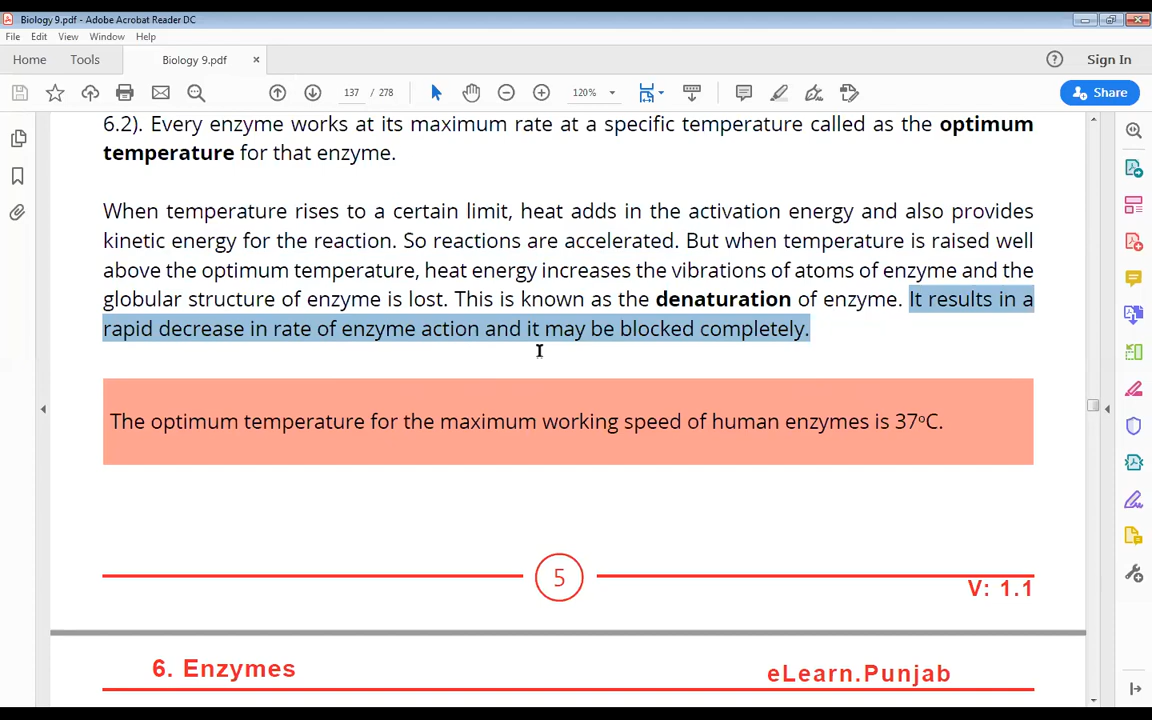 Biology 9.pdf - Adobe Acrobat Reader DC
File Edit View Window Help
Home Tools Biology 9.pdf × Sign In
137 / 278 120% Share
6.2). Every enzyme works at its maximum rate at a specific temperature called as the optimum
temperature for that enzyme.
When temperature rises to a certain limit, heat adds in the activation energy and also provides
kinetic energy for the reaction. So reactions are accelerated. But when temperature is raised well
above the optimum temperature, heat energy increases the vibrations of atoms of enzyme and the
globular structure of enzyme is lost. This is known as the denaturation of enzyme. It results in a
rapid decrease in rate of enzyme action and it may be blocked completely.
The optimum temperature for the maximum working speed of human enzymes is 37ºC.
5
V: 1.1
6. Enzymes eLearn.Punjab